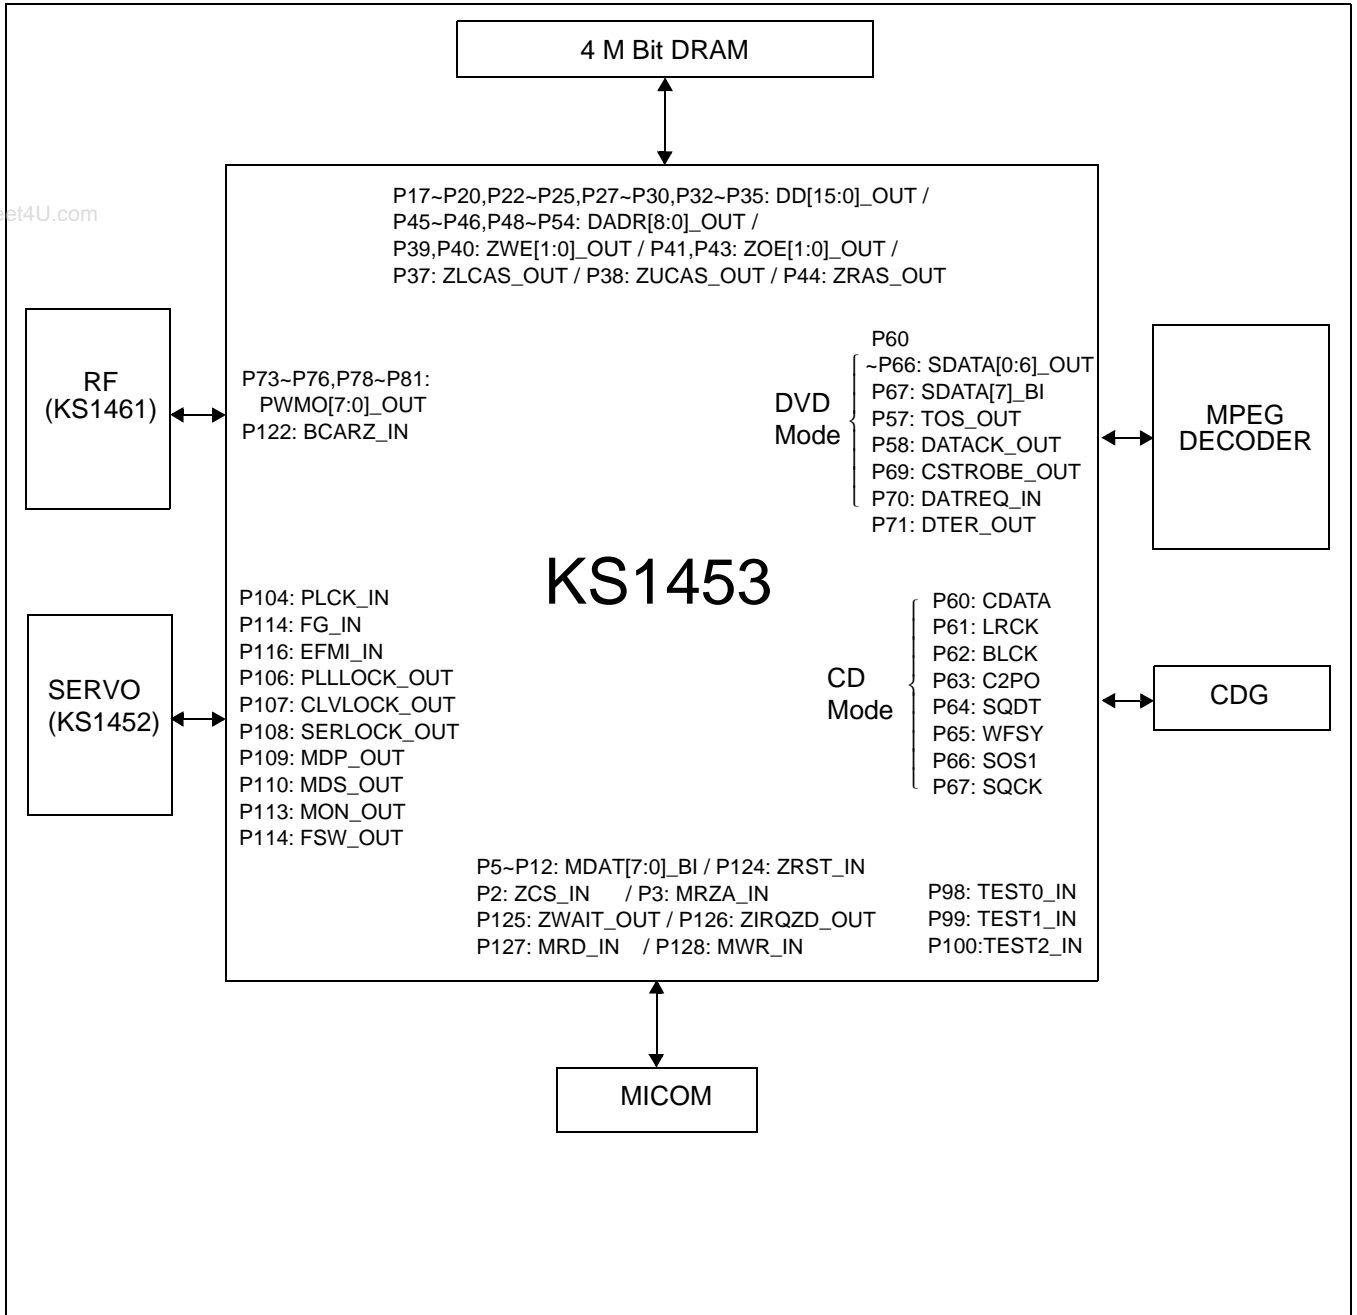 4 M Bit DRAM
eet4U.com
P17~P20,P22~P25,P27~P30,P32~P35: DD[15:0]_OUT /
P45~P46,P48~P54: DADR[8:0]_OUT /
P39,P40: ZWE[1:0]_OUT / P41,P43: ZOE[1:0]_OUT /
P37: ZLCAS_OUT / P38: ZUCAS_OUT / P44: ZRAS_OUT
RF
(KS1461)
P73~P76,P78~P81:
PWMO[7:0]_OUT
P122: BCARZ_IN
DVD
Mode
P60
~P66: SDATA[0:6]_OUT
P67: SDATA[7]_BI
P57: TOS_OUT
P58: DATACK_OUT
P69: CSTROBE_OUT
P70: DATREQ_IN
P71: DTER_OUT
MPEG
DECODER
KS1453
SERVO
(KS1452)
P104: PLCK_IN
P114: FG_IN
P116: EFMI_IN
P106: PLLLOCK_OUT
P107: CLVLOCK_OUT
P108: SERLOCK_OUT
P109: MDP_OUT
P110: MDS_OUT
P113: MON_OUT
P114: FSW_OUT
CD
Mode
P60: CDATA
P61: LRCK
P62: BLCK
P63: C2PO
P64: SQDT
P65: WFSY
P66: SOS1
P67: SQCK
CDG
P5~P12: MDAT[7:0]_BI / P124: ZRST_IN
P2: ZCS_IN / P3: MRZA_IN
P125: ZWAIT_OUT / P126: ZIRQZD_OUT
P127: MRD_IN / P128: MWR_IN
P98: TEST0_IN
P99: TEST1_IN
P100:TEST2_IN
MICOM